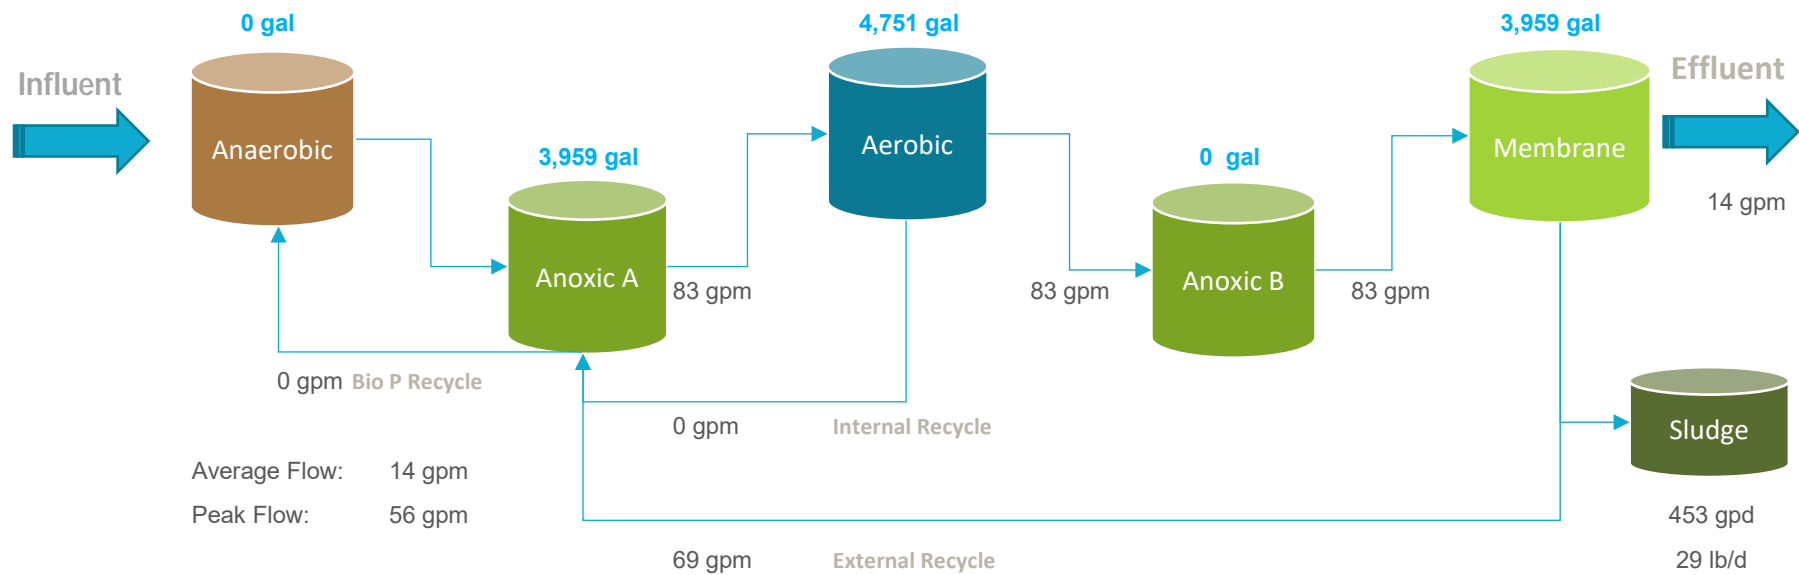 0 gal
4,751 gal
3,959 gal
Influent
Effluent
Anaerobic
Aerobic
Membrane
3,959 gal
0 gal
14 gpm
Anoxic A
Anoxic B
83 gpm
83 gpm
83 gpm
0 gpm Bio P Recycle
0 gpm Internal Recycle
Sludge
Average Flow: 14 gpm
Peak Flow: 56 gpm
453 gpd
69 gpm External Recycle
29 lb/d